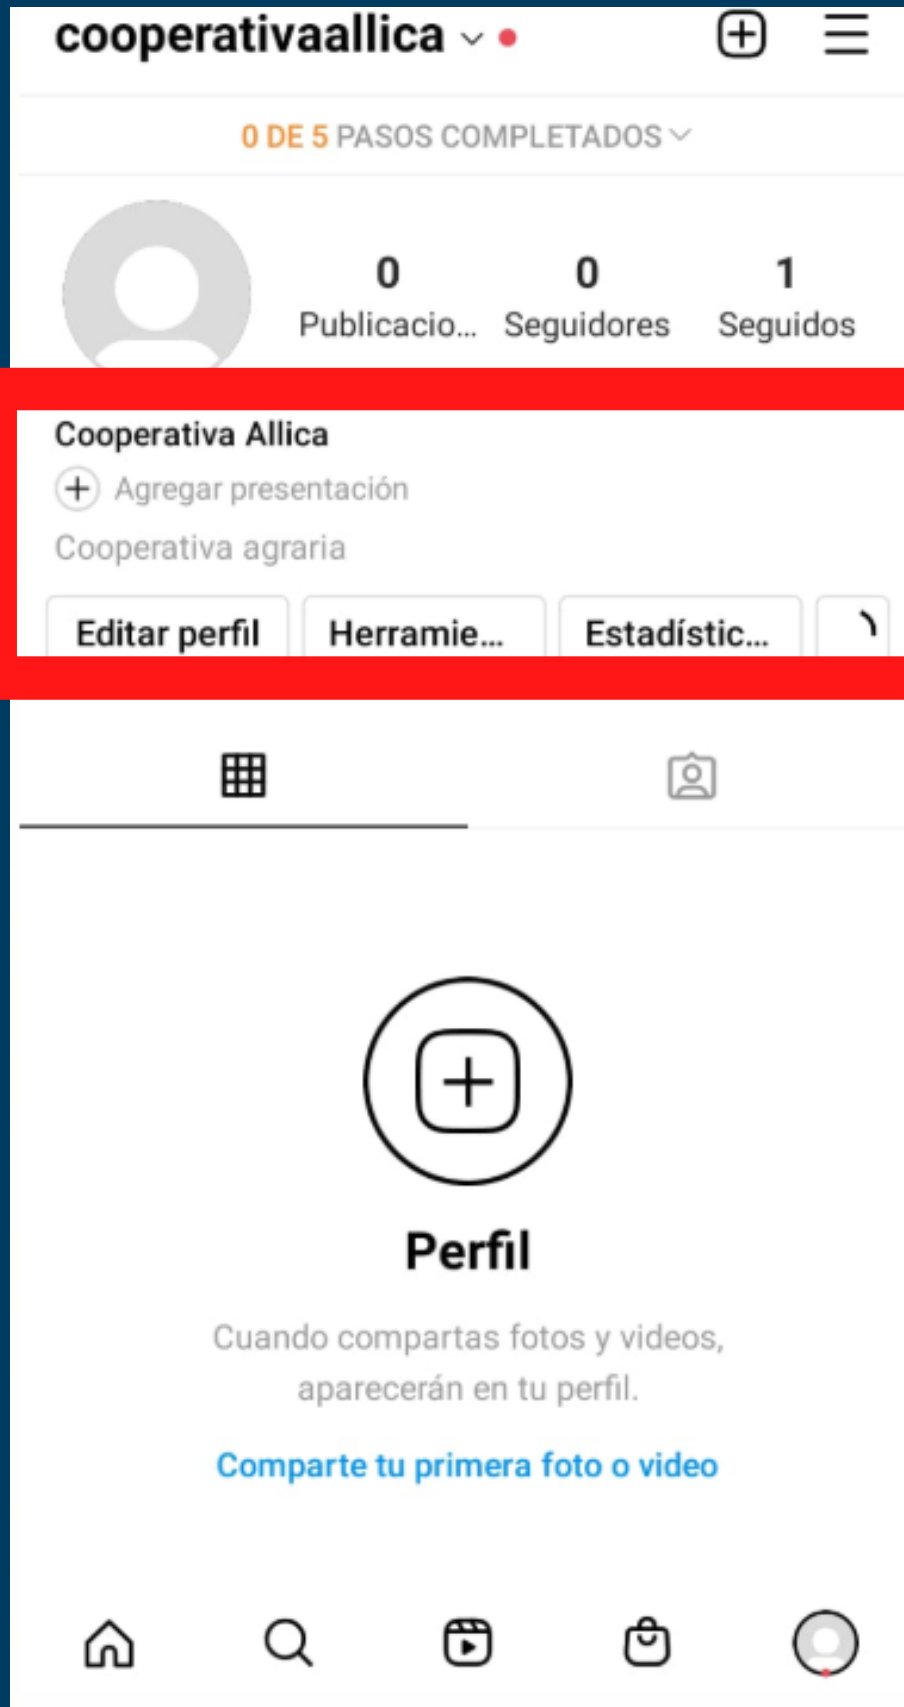 cooperativaallica
0 DE 5 PASOS COMPLETADOS
0 0 1
Publicacio... Seguidores Seguidos
Cooperativa Allica
Agregar presentación
Cooperativa agraria
Editar perfil Herramie... Estadístic...
Perfil
Cuando compartas fotos y videos,
aparecerán en tu perfil.
Comparte tu primera foto o video